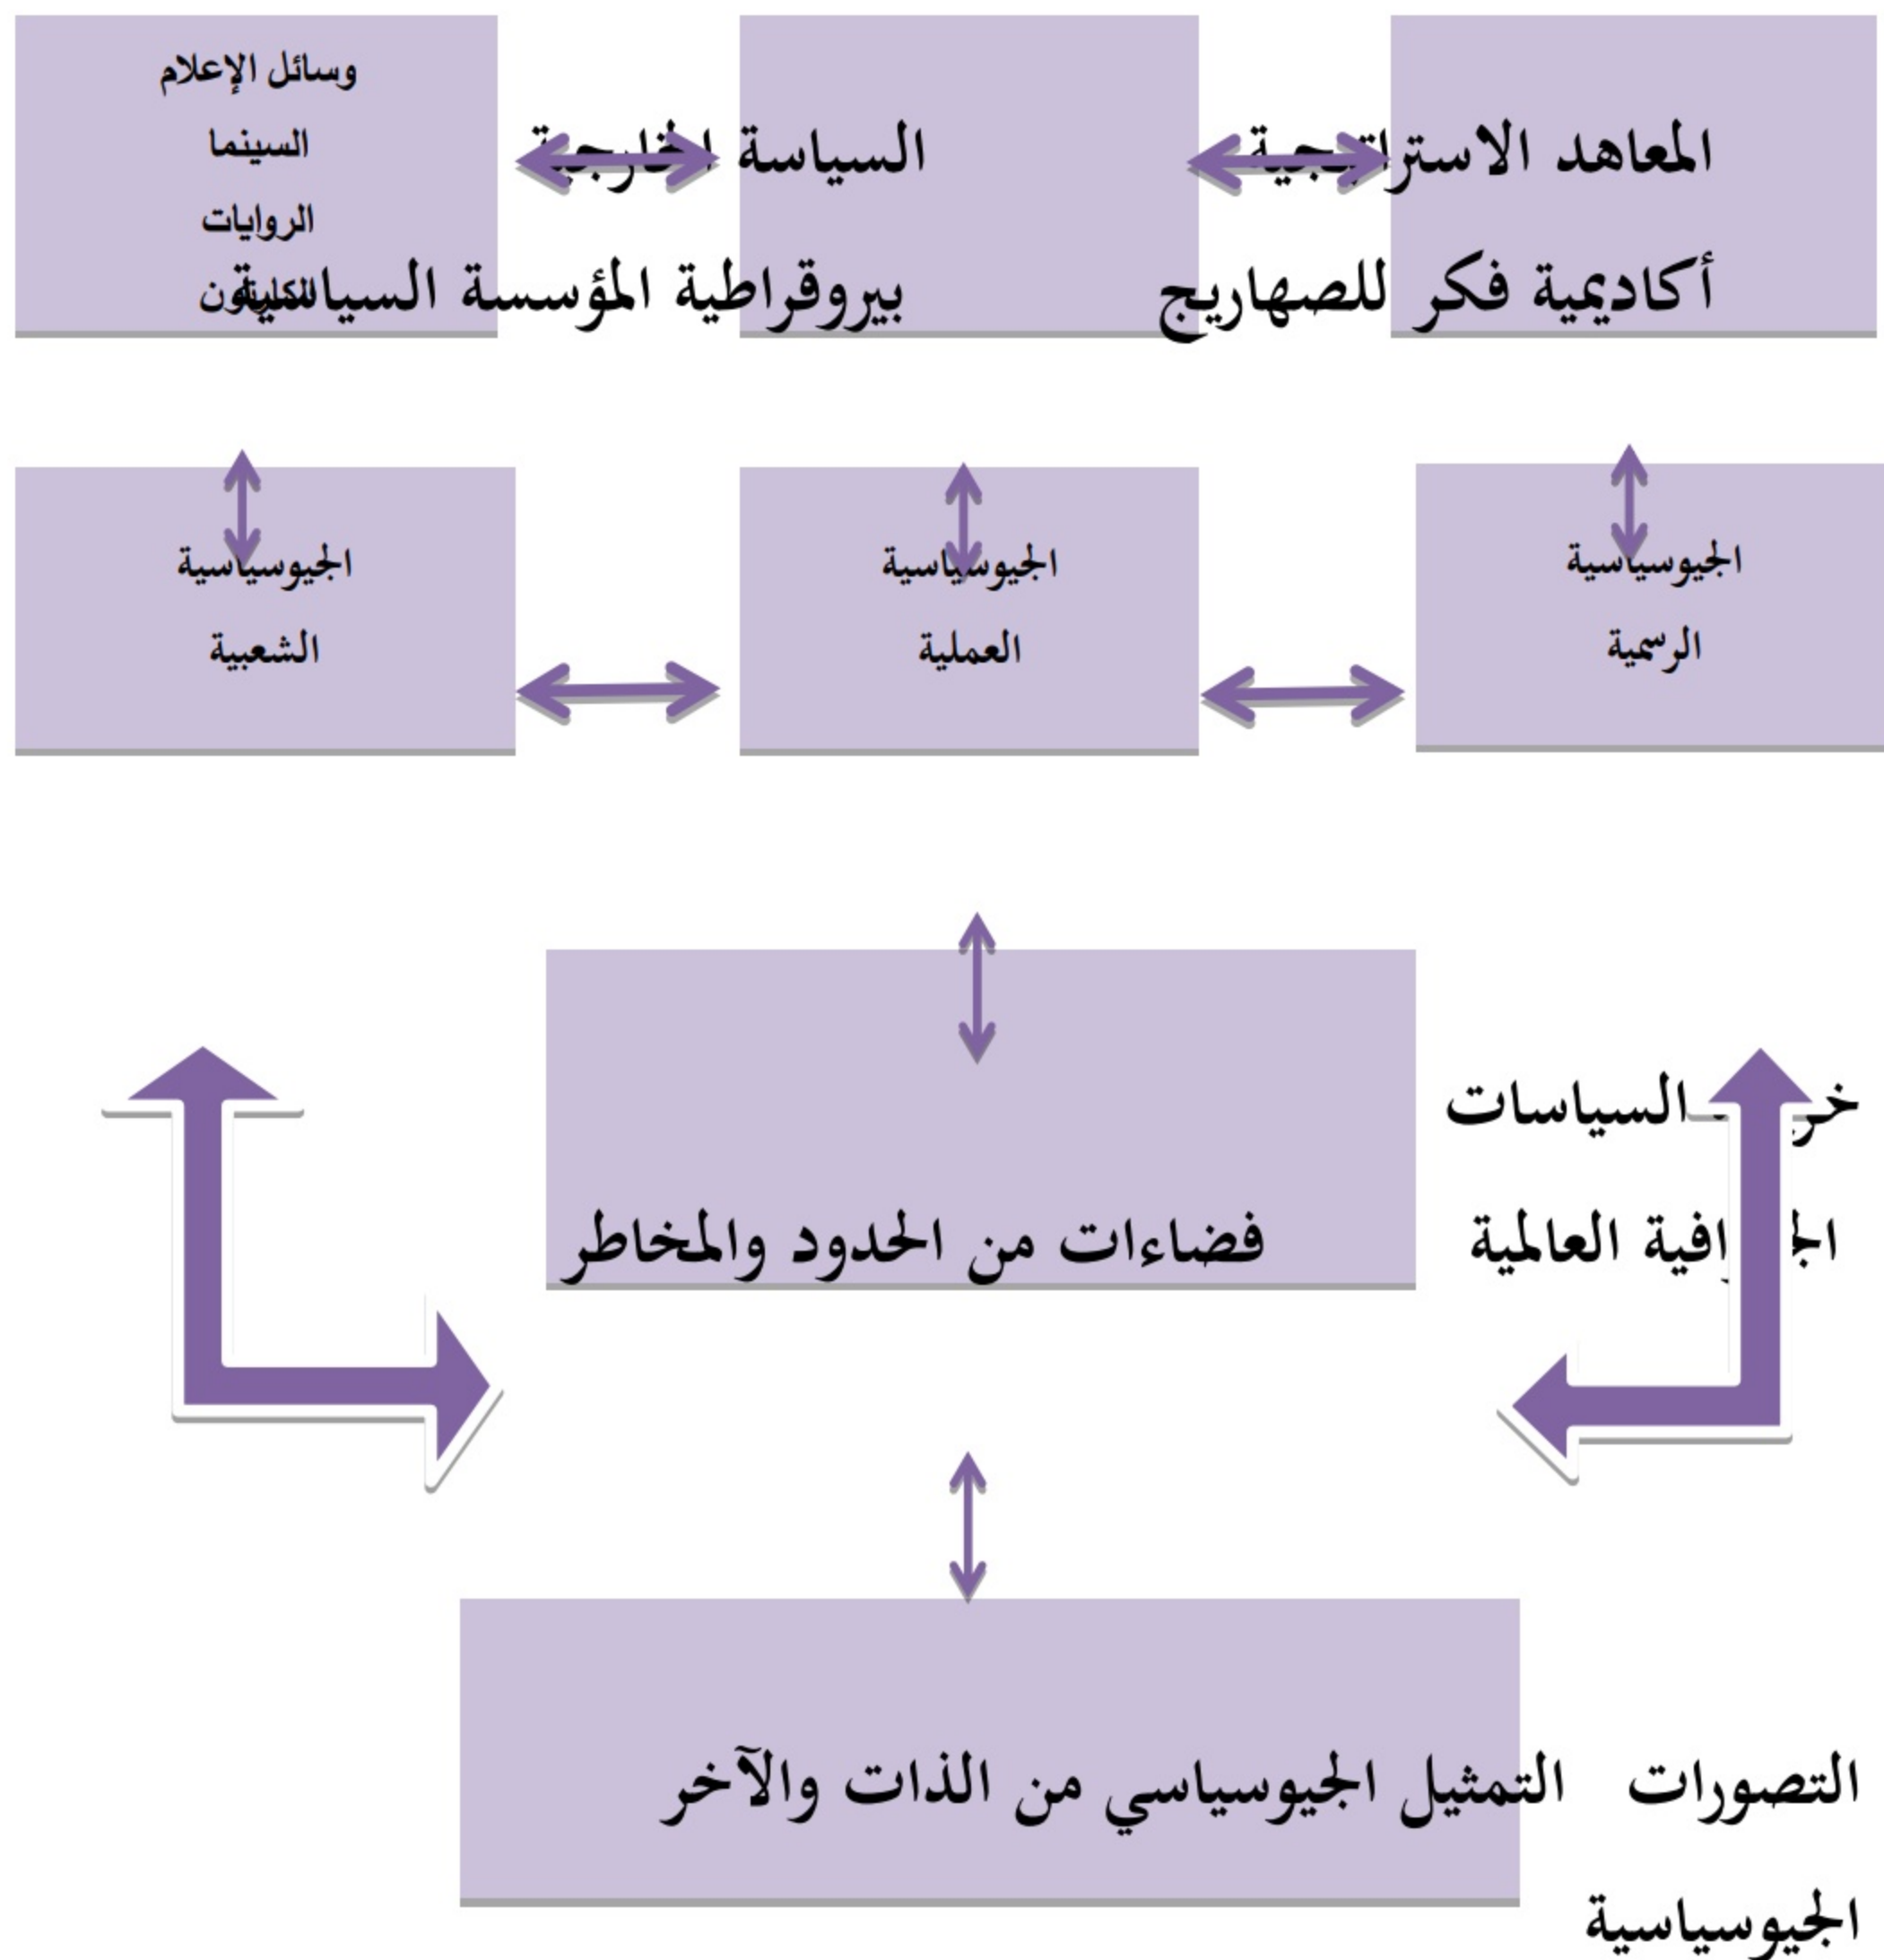 المعاهد الاستراتيجية
أكاديمية فكر للصهاريج
السياسة الخارجية
بيروقراطية المؤسسة السياسية
وسائل الإعلام
السينما
الروايات
الجيوسياسية
الرسمية
الجيوسياسية
العملية
الجيوسياسية
الشعبية
السياسات
العالمية
فضاءات من الحدود والمخاطر
التصورات
الجيوسياسية
التمثيل الجيوسياسي من الذات والآخر